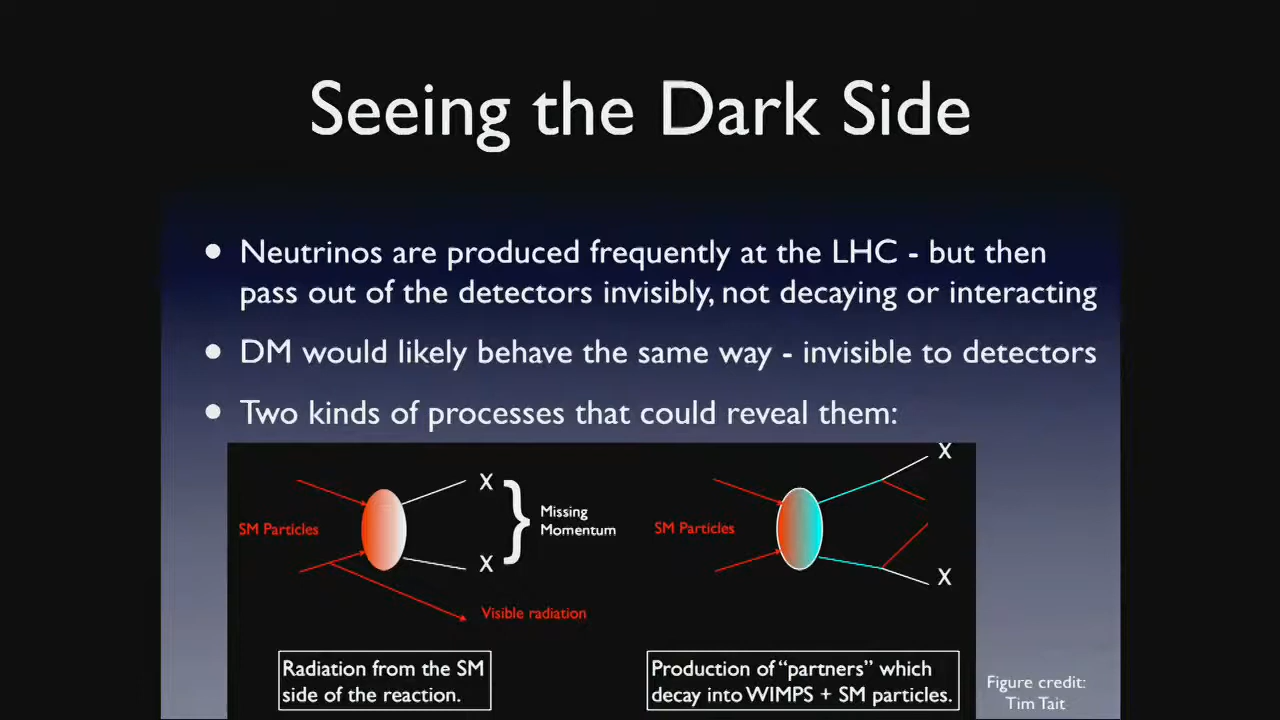 Seeing the Dark Side
• Neutrinos are produced frequently at the LHC - but then
pass out of the detectors invisibly, not decaying or interacting
• DM would likely behave the same way - invisible to detectors
• Two kinds of processes that could reveal them:
SM Particles
X
X
}
Missing
Momentum
Visible radiation
Radiation from the SM
side of the reaction.
SM Particles
X
X
Production of “partners” which
decay into WIMPS + SM particles.
Figure credit:
Tim Tait